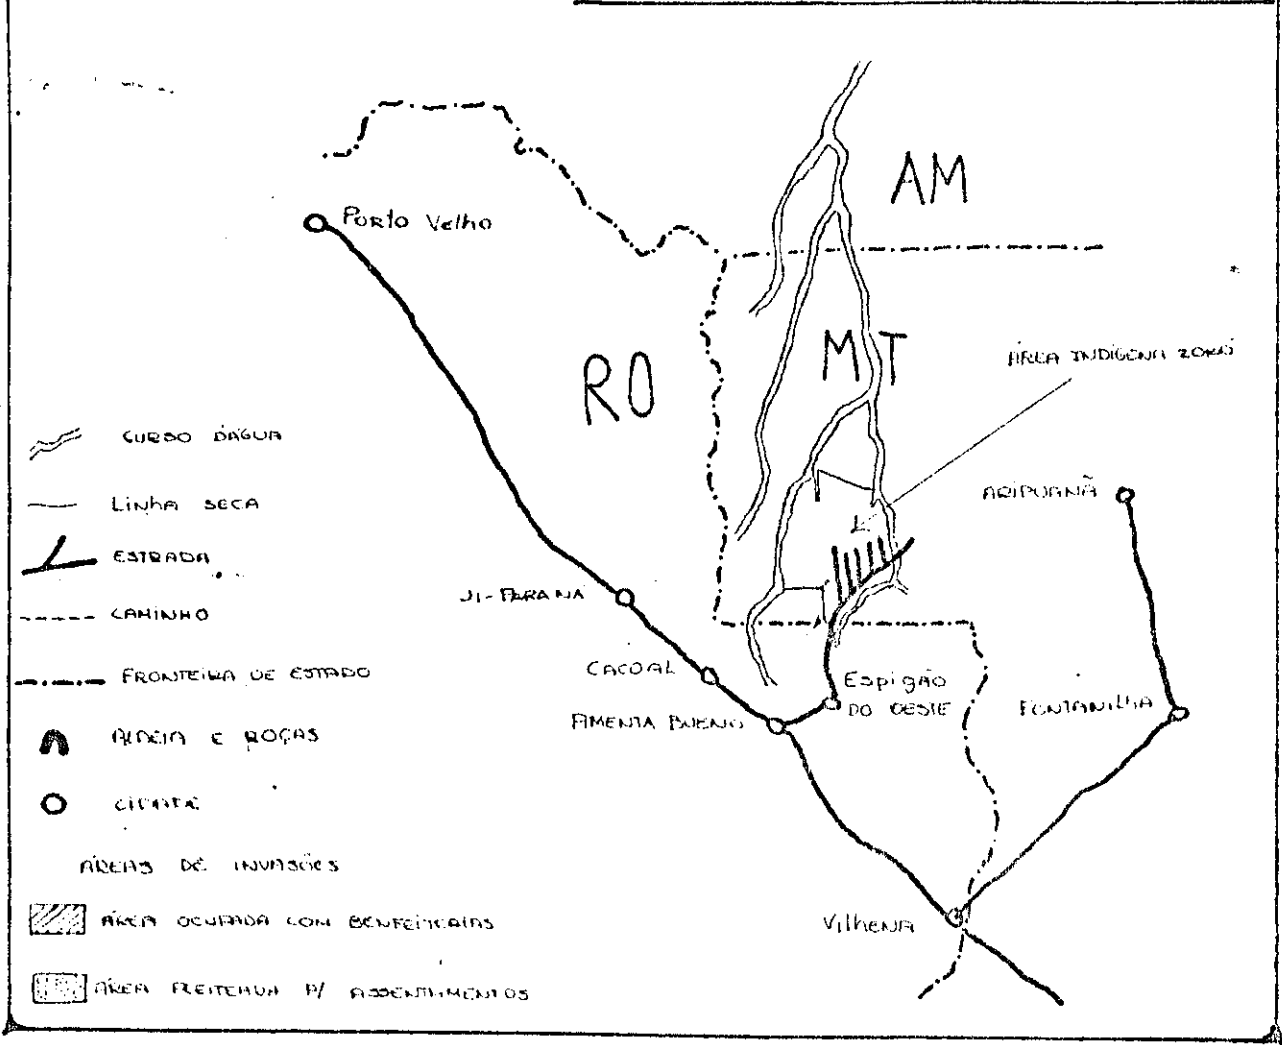 AM
PORTO VELHO
RO
MT
ÁREA INDÍGENA ZORÓ
CURSO D'ÁGUA
LINHA SECA
ARIPUANÃ
ESTRADA
JI-PARANÁ
CAMINHO
CACOAL
ESPIGÃO
DO OESTE
FRONTEIRA DE ESTADO
FONTANILHA
PIMENTA BUENO
ALDEIA E ROÇAS
CIDADE
ÁREAS DE INVASÕES
ÁREA OCUPADA COM BENFEITORIAS
VILHENA
ÁREA PLEITEADA P/ ASSENTAMENTOS